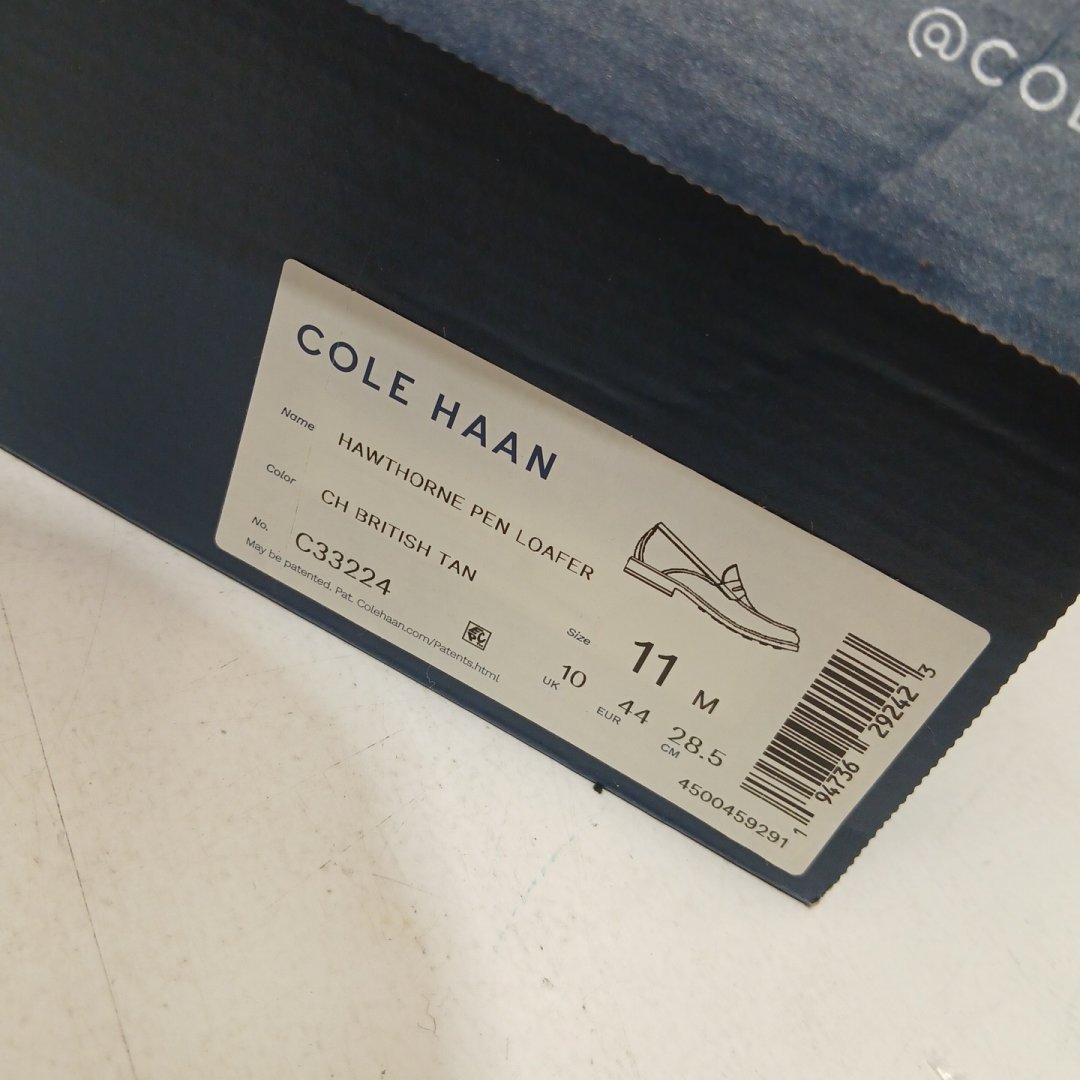 @COL
COLE HAAN
Name HAWTHORNE PEN LOAFER
Color CH BRITISH TAN
No. C33224
May be patented. Pat. Colehaan.com/Patents.html
Size 11 M
UK 10 EUR 44 CM 28.5
4500459291
1 94736 29242 3